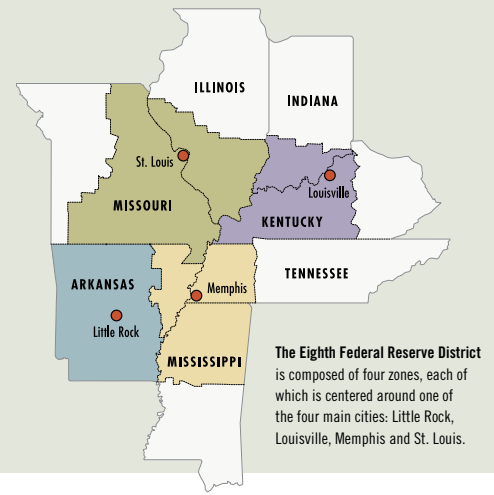 ILLINOIS
INDIANA
St. Louis
Louisville
MISSOURI
KENTUCKY
TENNESSEE
ARKANSAS
Memphis
Little Rock
MISSISSIPPI
The Eighth Federal Reserve District
is composed of four zones, each of
which is centered around one of
the four main cities: Little Rock,
Louisville, Memphis and St. Louis.